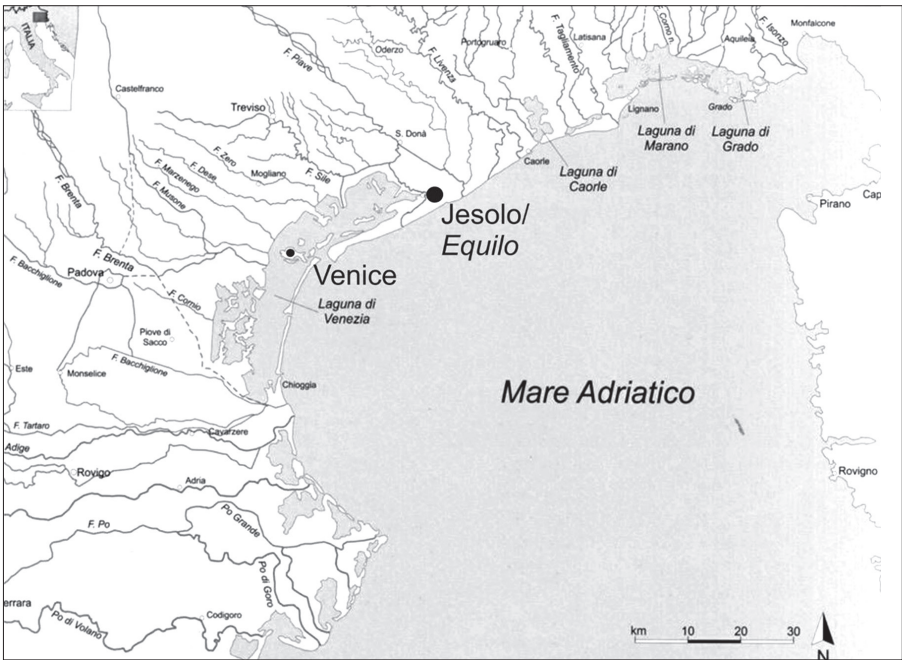 ITALIA
Castelfranco
Treviso
F. Piave
Oderzo
F. Livenza
Portogruaro
F. Tagliamento
Latisana
F. Corno n.
Aquileia
F. Isonzo
Monfalcone
S. Donà
Lignano
Grado
Laguna di
Marano
Laguna di
Grado
F. Zero
F. Dese
Mogliano
F. Sile
F. Marzenego
F. Musone
Caorle
Laguna di
Caorle
F. Brenta
Jesolo/
Equilo
Pirano
Cap
F. Brenta
F. Bacchiglione
Padova
Venice
F. Cornio
Laguna di
Venezia
Piove di
Sacco
F. Bacchiglione
Este
Monselice
Chioggia
Mare Adriatico
F. Tartaro
Cavarzere
Adige
Rovigo
Adria
Rovigno
F. Po
Po Grande
Po di Goro
errara
Po di Volano
Codigoro
km 10 20 30
N